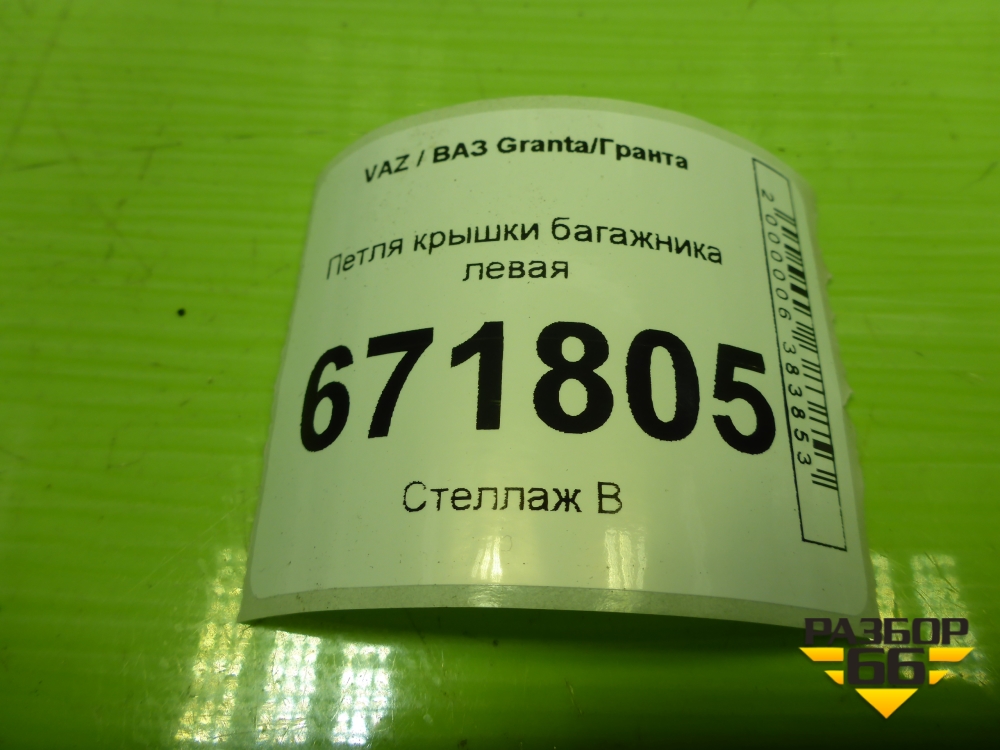 VAZ / ВАЗ Granta/Гранта
Петля крышки багажника
левая
671805
Стеллаж В
2000006383853
РАЗБОР
66